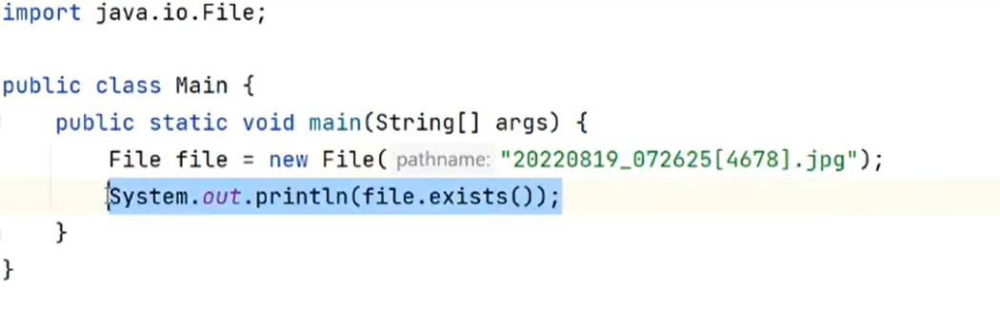 import java.io.File;
public class Main {
public static void main(String[] args) {
File file = new File( pathname: "20220819_072625[4678].jpg");
System.out.println(file.exists());
}
}